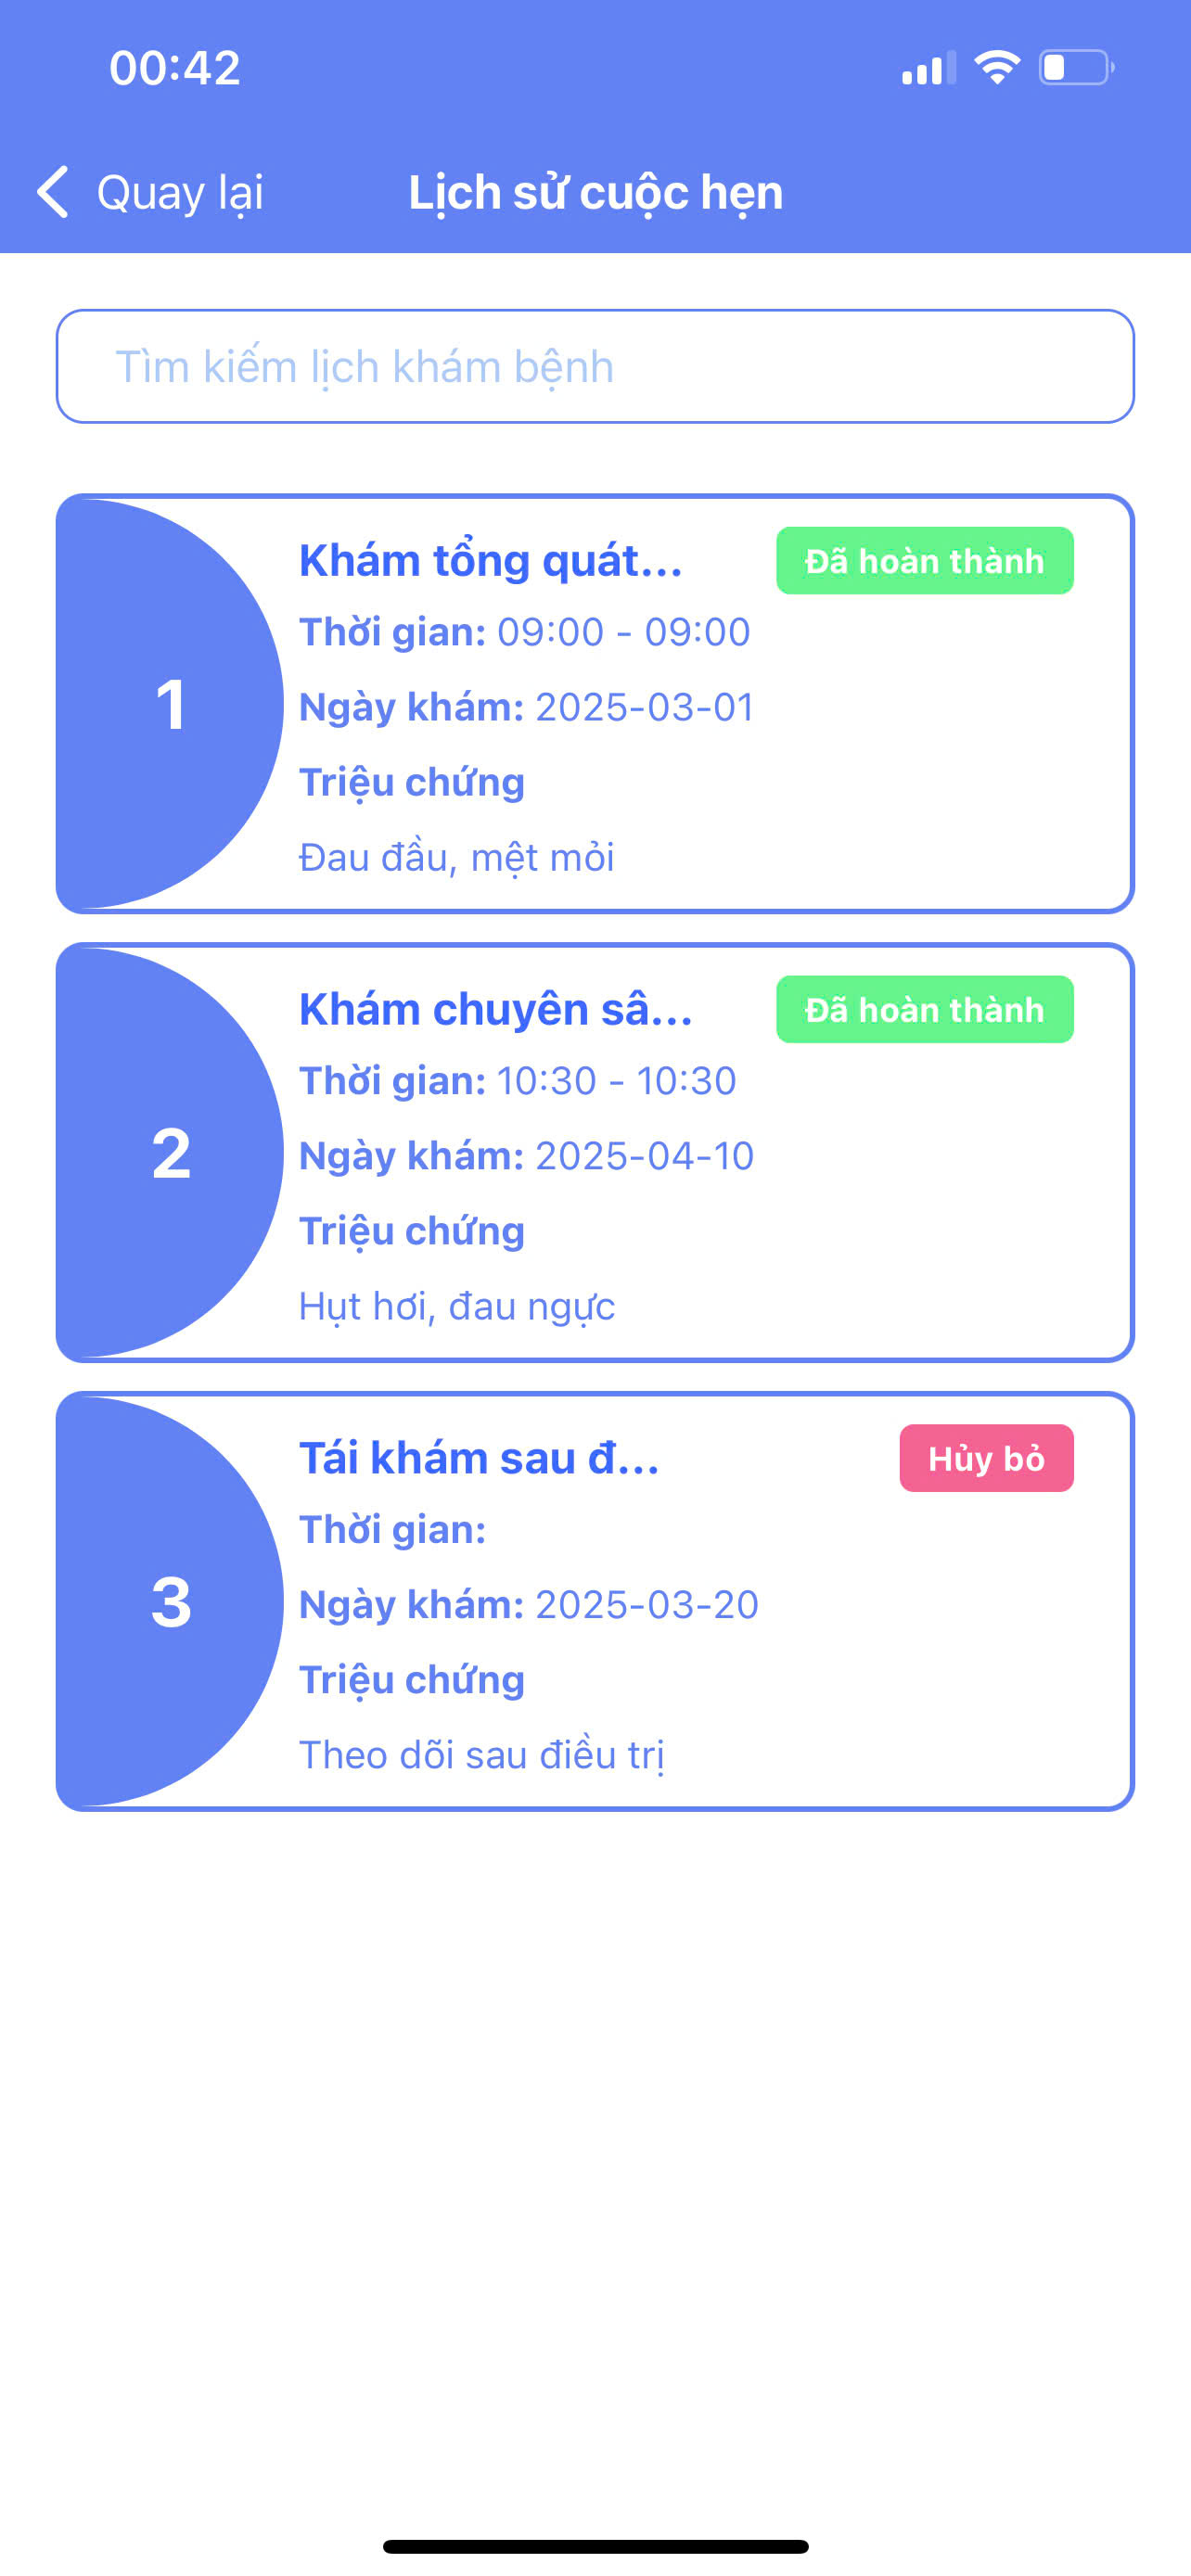 00:42
Quay lại
Lịch sử cuộc hẹn
Tìm kiếm lịch khám bệnh
1
Khám tổng quát...
Đã hoàn thành
Thời gian: 09:00 - 09:00
Ngày khám: 2025-03-01
Triệu chứng
Đau đầu, mệt mỏi
2
Khám chuyên sâ...
Đã hoàn thành
Thời gian: 10:30 - 10:30
Ngày khám: 2025-04-10
Triệu chứng
Hụt hơi, đau ngực
3
Tái khám sau đ...
Hủy bỏ
Thời gian:
Ngày khám: 2025-03-20
Triệu chứng
Theo dõi sau điều trị